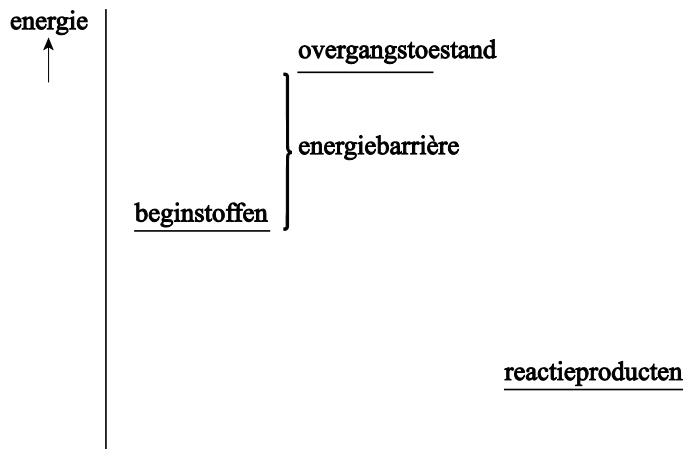 energie
overgangstoestand
energiebarrière
beginstoffen
reactieproducten